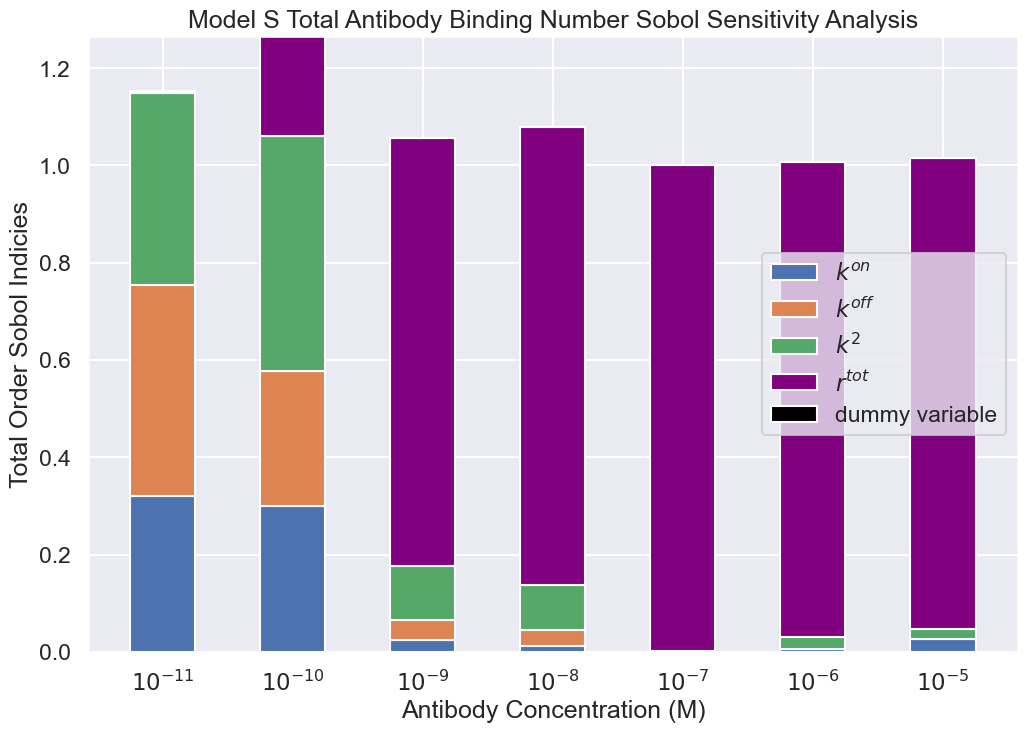 Model S Total Antibody Binding Number Sobol Sensitivity Analysis
Total Order Sobol Indicies
1.2
1.0
0.8
0.6
0.4
0.2
0.0
k^{on}
k^{off}
k^{2}
r^{tot}
dummy variable
10^{-11} 10^{-10} 10^{-9} 10^{-8} 10^{-7} 10^{-6} 10^{-5}
Antibody Concentration (M)